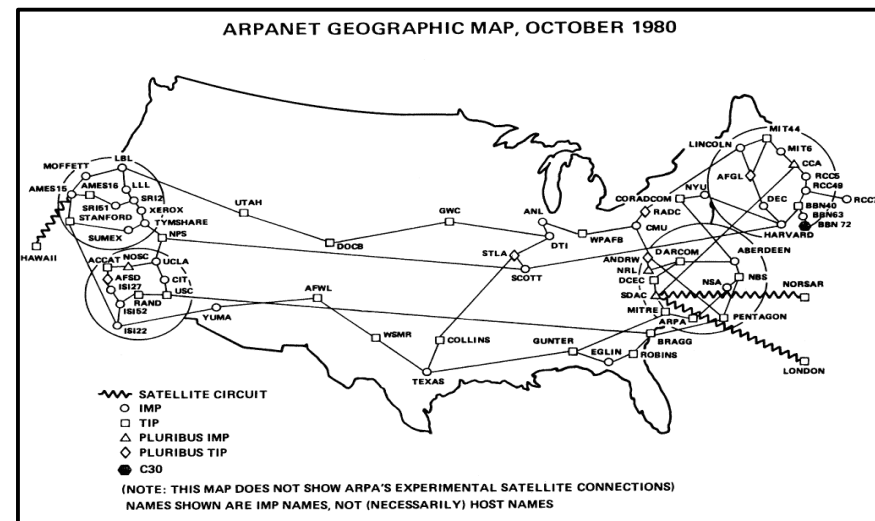 ARPANET GEOGRAPHIC MAP, OCTOBER 1980
MOFFETT
LBL
AMES15
AMES16
LLL
SRI2
SRI51
XEROX
STANFORD
TYMSHARE
SUMEX
NPS
HAWAII
ACCAT
NOSC
UCLA
AFSD
CIT
ISI27
RAND
USC
ISI52
ISI22
UTAH
DOCB
GWC
YUMA
AFWL
WSMR
TEXAS
COLLINS
STLA
SCOTT
ANL
DTI
WPAFB
CMU
GUNTER
EGLIN
ROBINS
BRAGG
LINCOLN
MIT44
MIT6
CCA
RCC5
RCC49
RCC7
AFGL
DEC
BBN40
BBN63
BBN 72
HARVARD
NYU
CORADCOM
RADC
DARCOM
ABERDEEN
ANDRW
NRL
DCEC
NSA
NBS
SDAC
NORSAR
MITRE
ARPA
PENTAGON
LONDON
SATELLITE CIRCUIT
IMP
TIP
PLURIBUS IMP
PLURIBUS TIP
C30
(NOTE: THIS MAP DOES NOT SHOW ARPA'S EXPERIMENTAL SATELLITE CONNECTIONS)
NAMES SHOWN ARE IMP NAMES, NOT (NECESSARILY) HOST NAMES